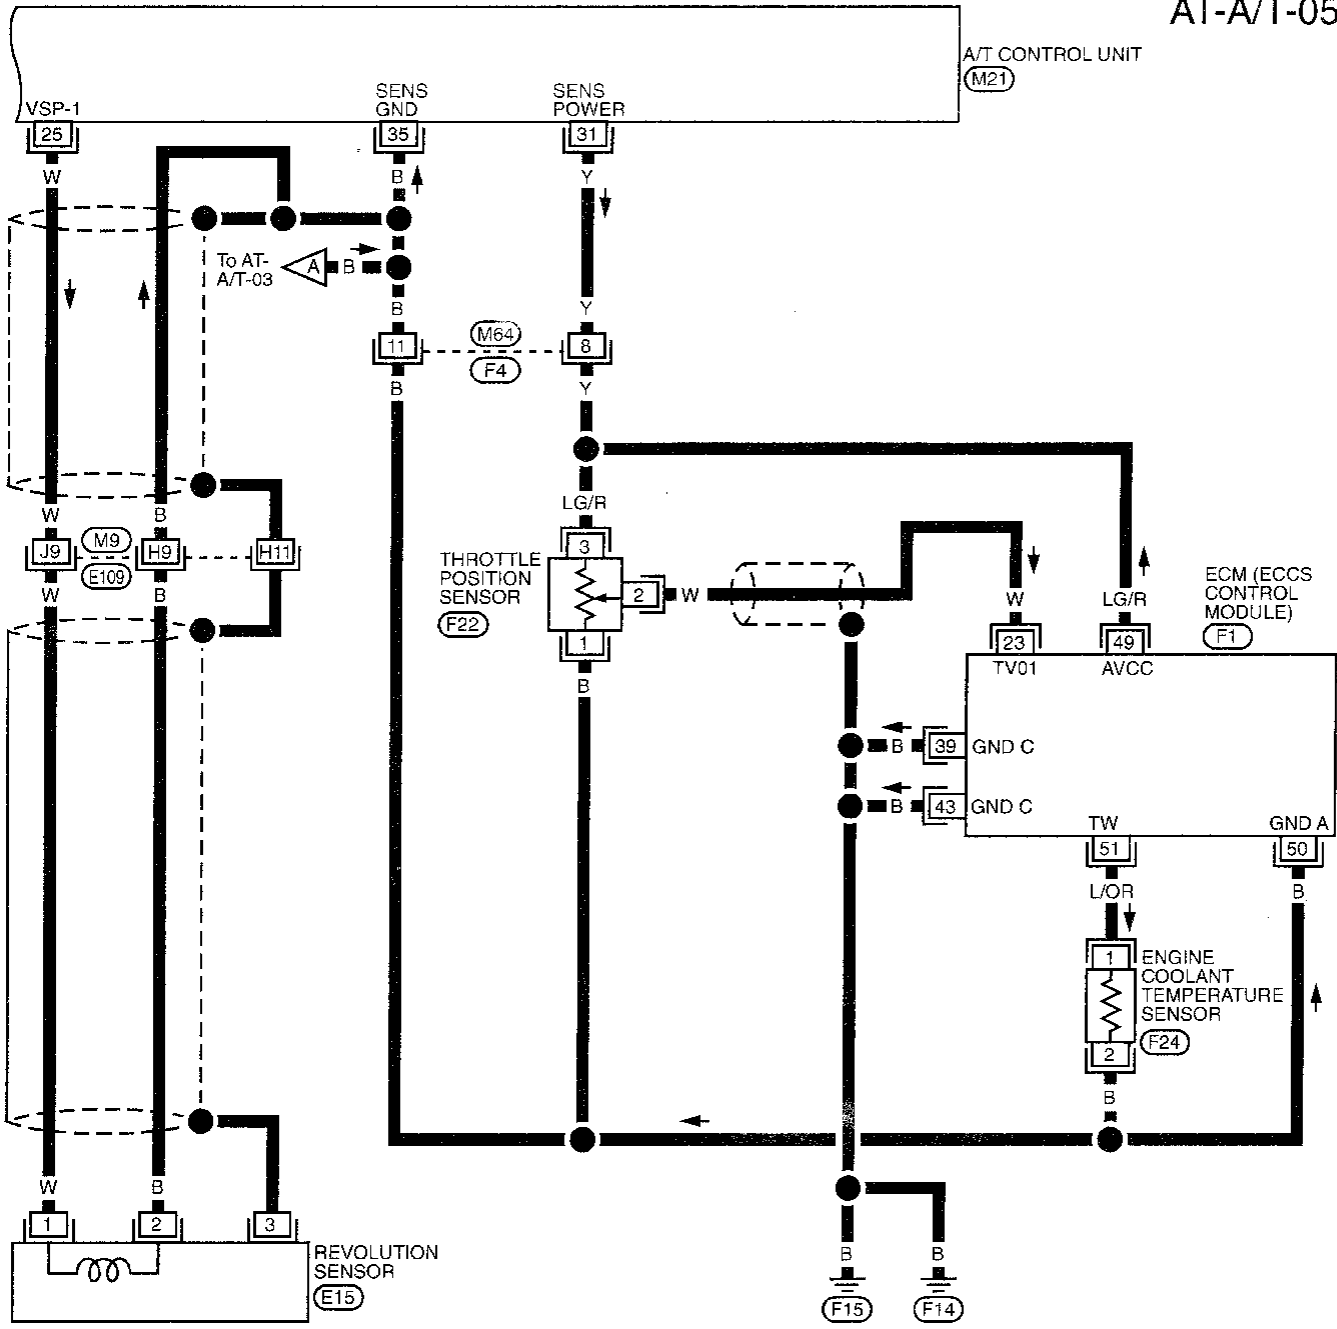 AT-A/T-05
A/T CONTROL UNIT
M21
VSP-1
SENS
GND
SENS
POWER
25
35
31
W
B
Y
To AT-
A/T-03
A
B
B
Y
11
M64
F4
8
B
Y
LG/R
W
B
J9
M9
E109
H9
H11
W
B
THROTTLE
POSITION
SENSOR
F22
3
2
W
1
B
W
LG/R
ECM (ECCS
CONTROL
MODULE)
F1
23
49
TV01
AVCC
B
39
GND C
B
43
GND C
TW
GND A
51
50
L/OR
B
1
ENGINE
COOLANT
TEMPERATURE
SENSOR
F24
2
B
W
B
1
2
3
REVOLUTION
SENSOR
E15
B
B
F15
F14